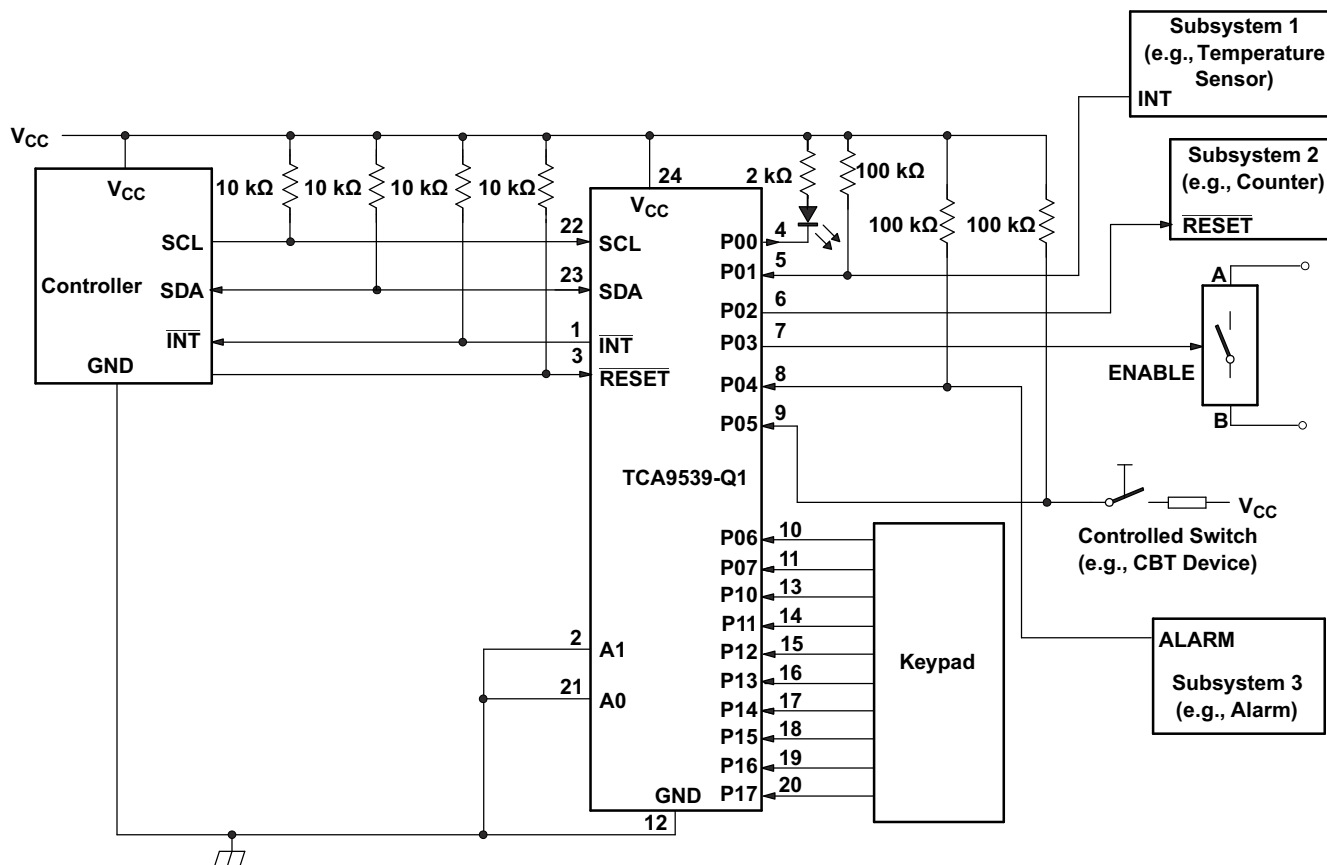 Subsystem 1
(e.g., Temperature
Sensor)
INT
VCC
Subsystem 2
(e.g., Counter)
RESET
VCC
10 kΩ
10 kΩ
10 kΩ
10 kΩ
24
VCC
2 kΩ
100 kΩ
100 kΩ
100 kΩ
Controller
SCL
SDA
INT
GND
22
23
1
3
SCL
SDA
INT
RESET
P00
P01
P02
P03
P04
P05
4
5
6
7
8
9
A
ENABLE
B
TCA9539-Q1
VCC
Controlled Switch
(e.g., CBT Device)
P06
P07
P10
P11
P12
P13
P14
P15
P16
P17
10
11
13
14
15
16
17
18
19
20
Keypad
ALARM
Subsystem 3
(e.g., Alarm)
2
A1
21
A0
GND
12